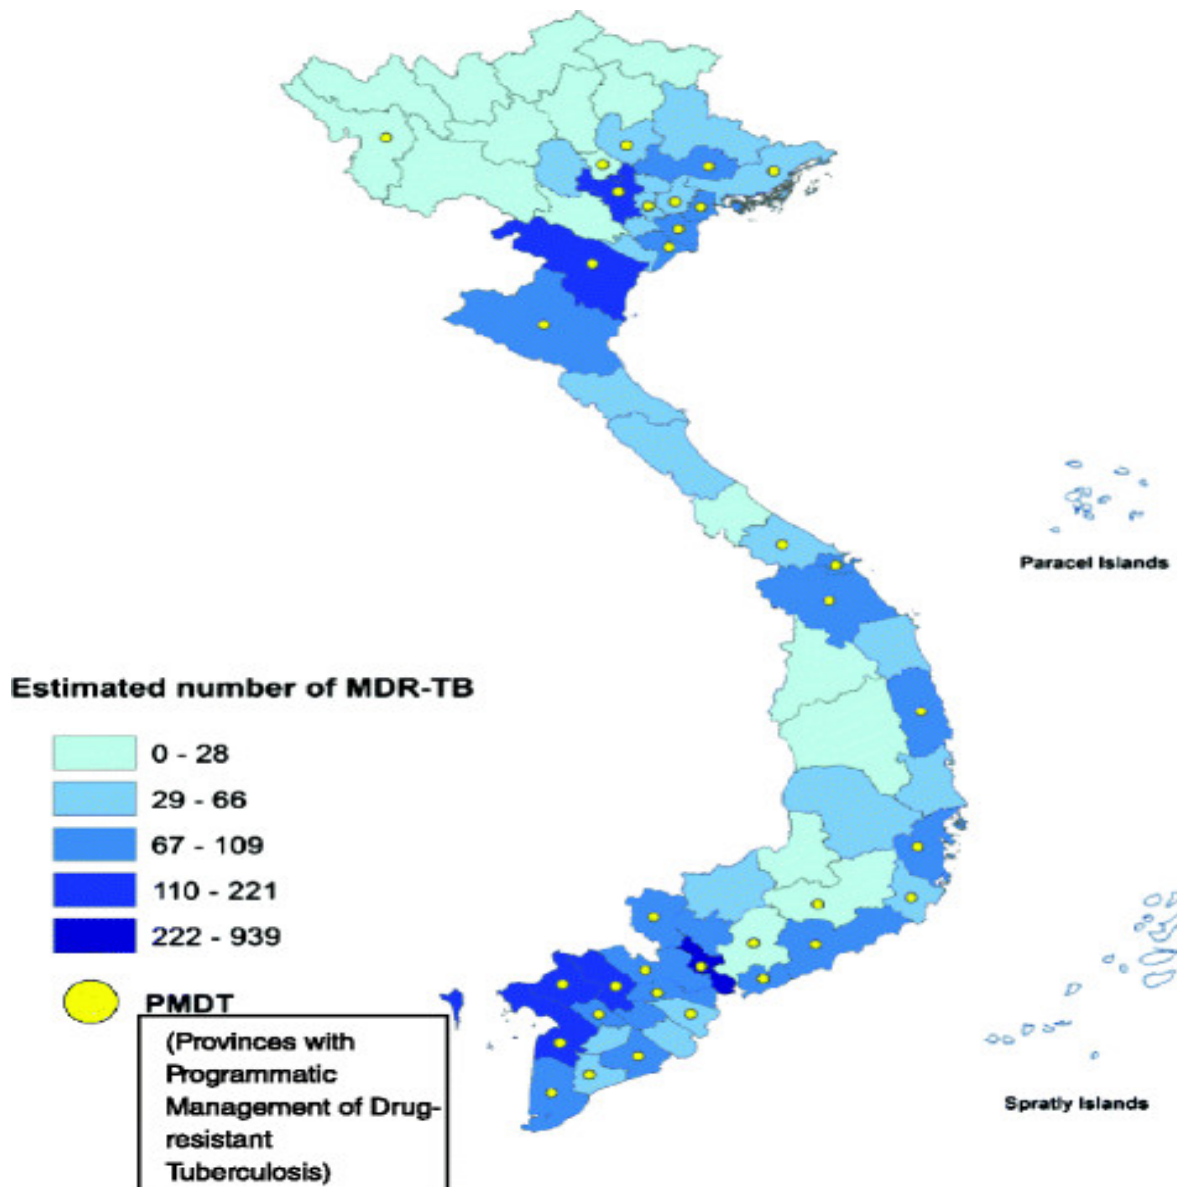 Paracel Islands
Estimated number of MDR-TB
0 - 28
29 - 66
67 - 109
110 - 221
222 - 939
PMDT
(Provinces with
Programmatic
Management of Drug-
resistant
Tuberculosis)
Spratly Islands